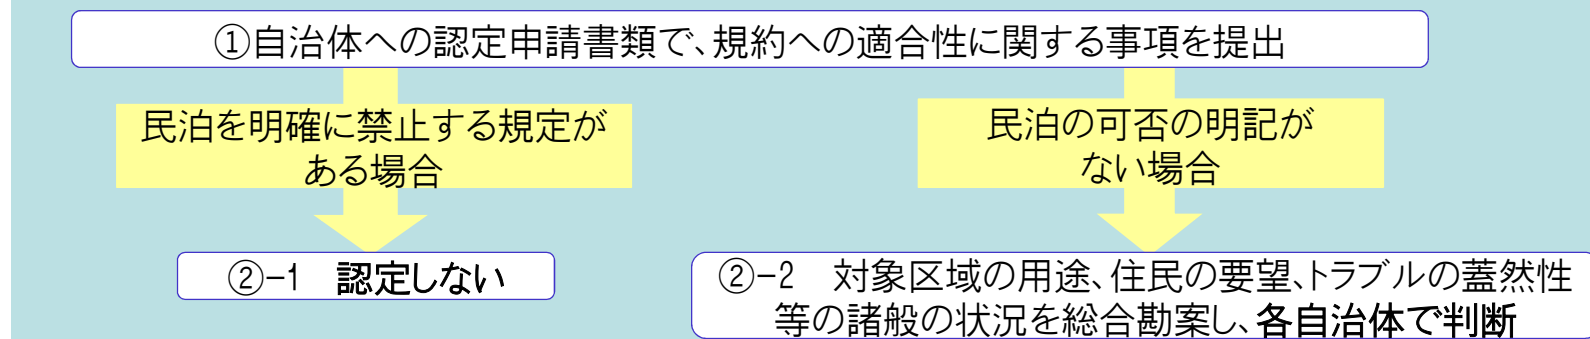 ①自治体への認定申請書類で、規約への適合性に関する事項を提出
民泊を明確に禁止する規定が
ある場合
民泊の可否の明記が
ない場合
②-1　認定しない
②-2　対象区域の用途、住民の要望、トラブルの蓋然性
等の諸般の状況を総合勘案し、各自治体で判断